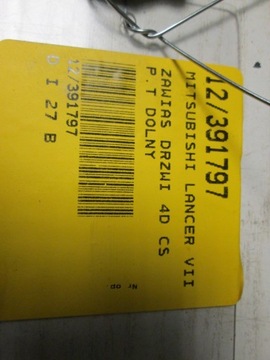 12/391797
MITSUBISHI LANCER VII
ZAWIAS DRZWI 4D CS
P.T DOLNY
12/391797
D I 27 B